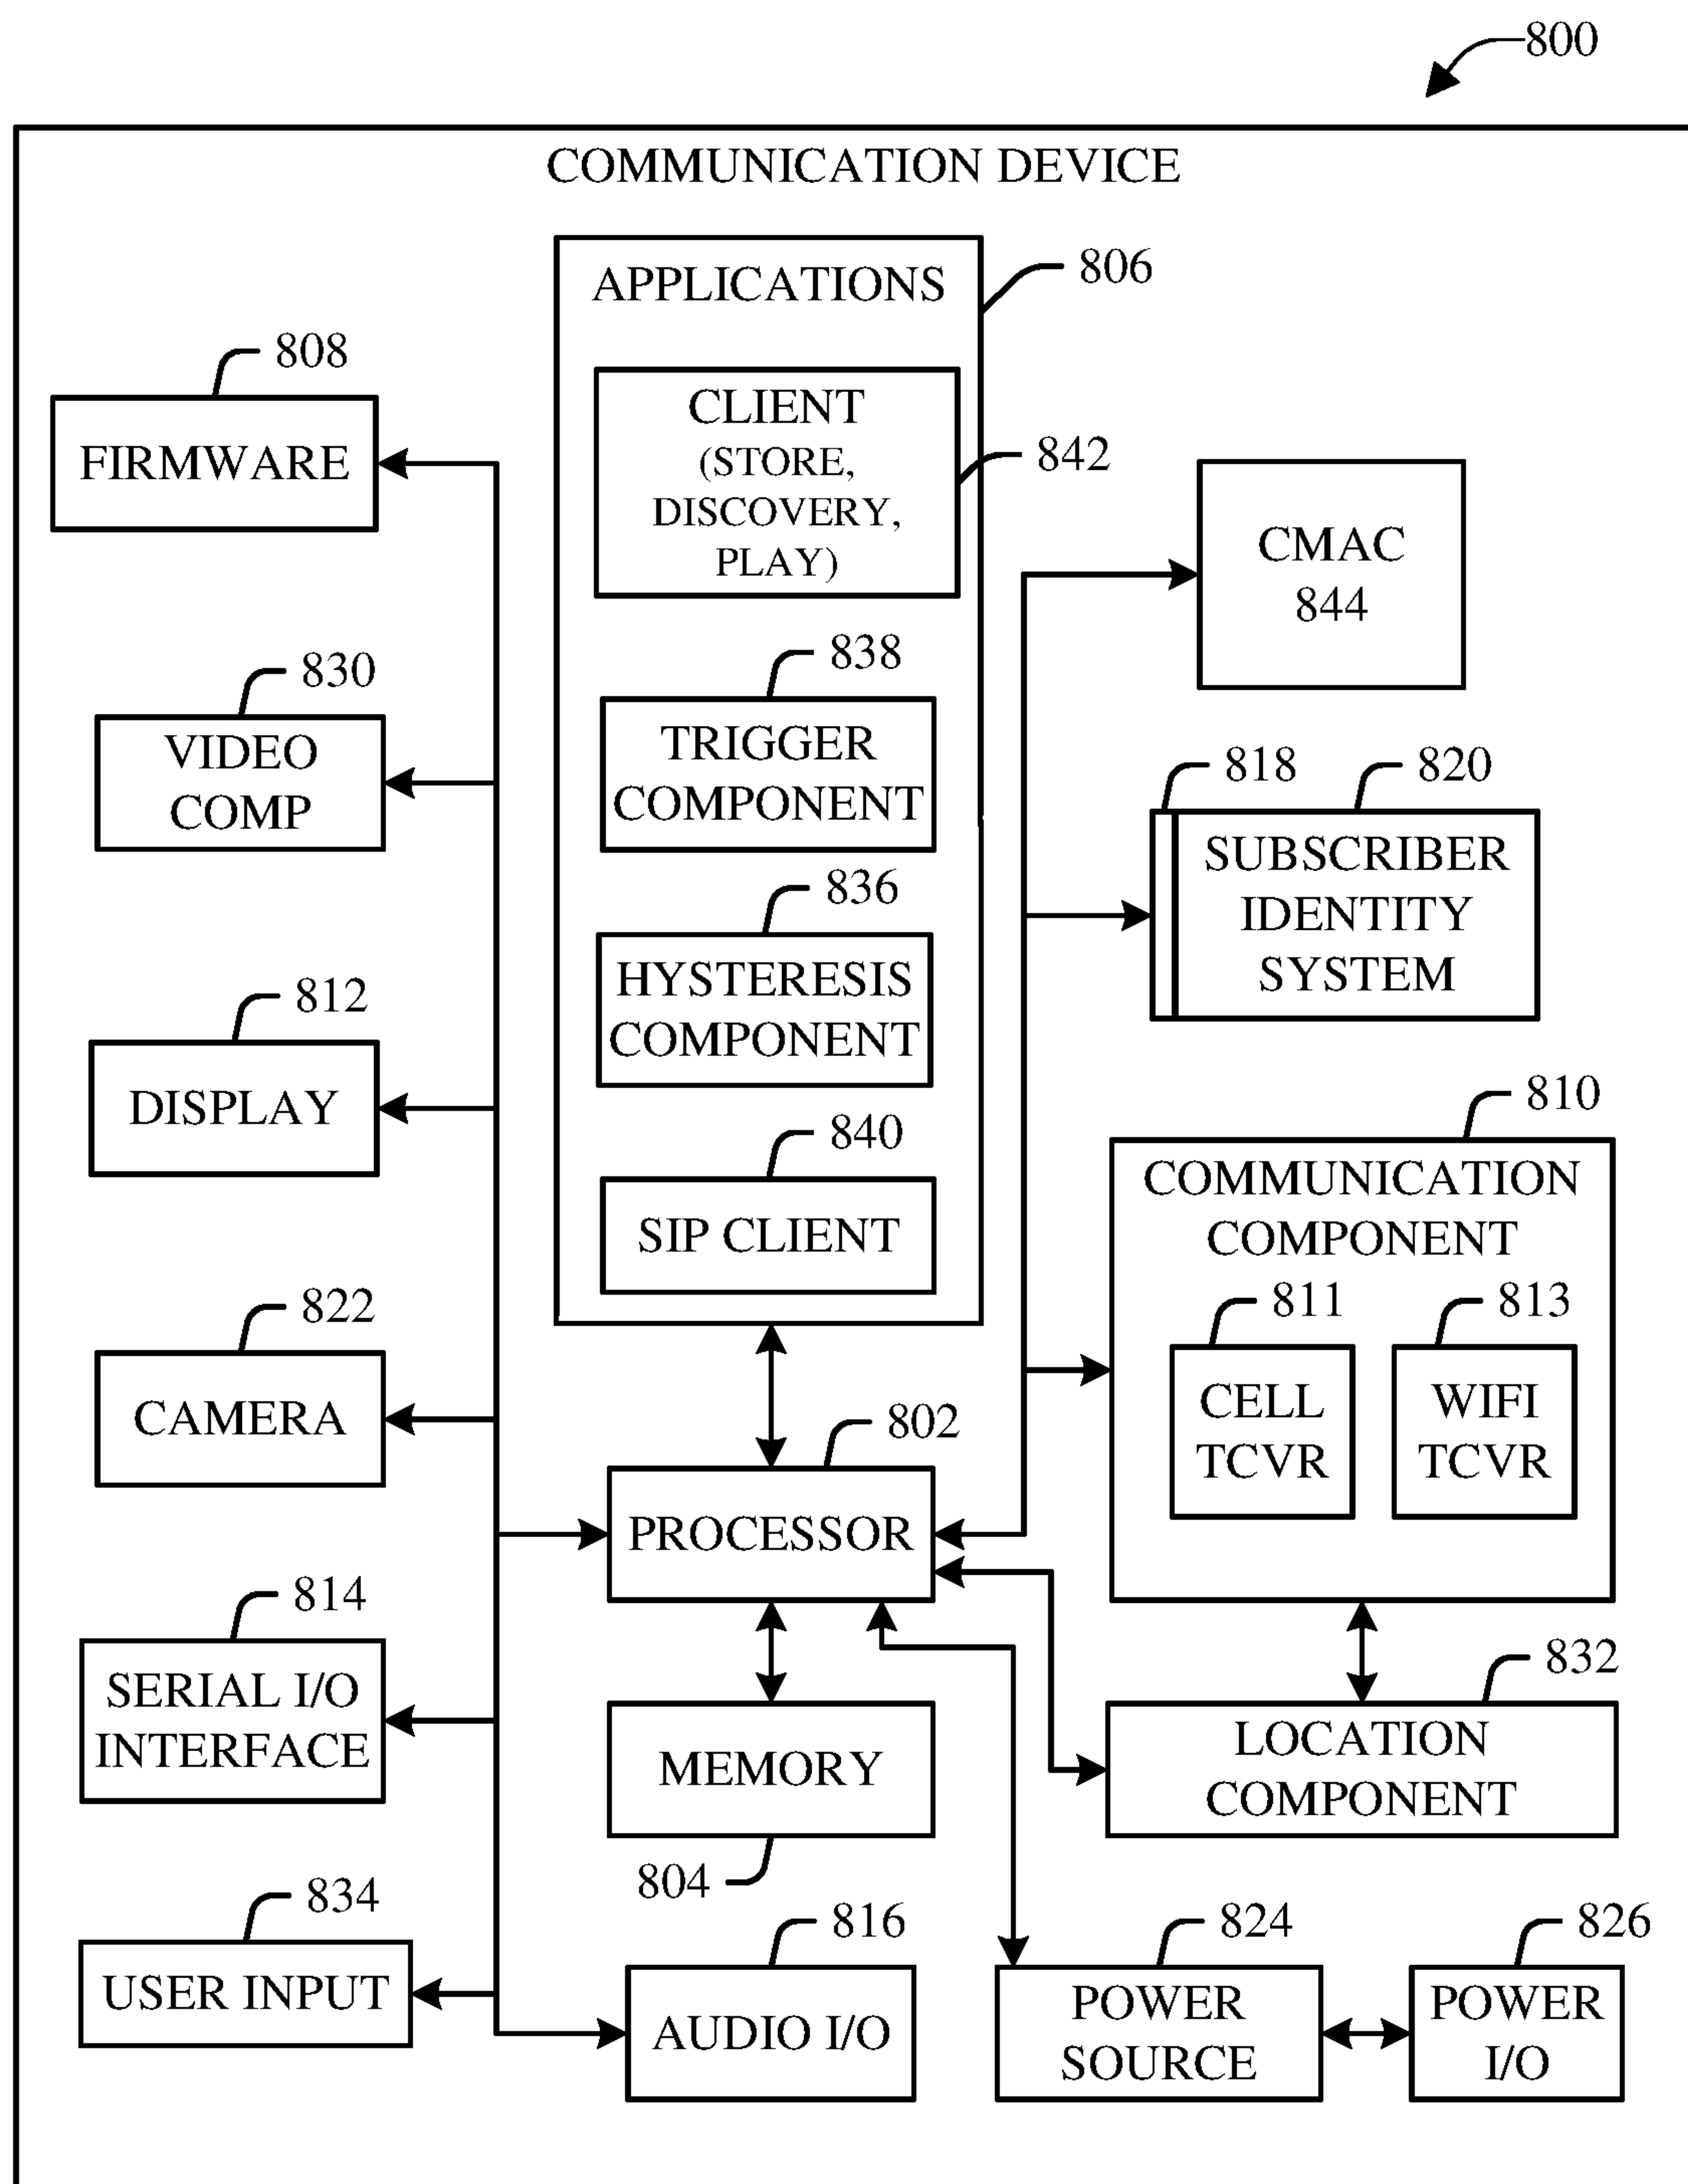 800
COMMUNICATION DEVICE
APPLICATIONS
806
CLIENT
(STORE,
DISCOVERY,
PLAY)
842
838
TRIGGER
COMPONENT
836
HYSTERESIS
COMPONENT
840
SIP CLIENT
808
FIRMWARE
830
VIDEO
COMP
812
DISPLAY
822
CAMERA
814
SERIAL I/O
INTERFACE
834
USER INPUT
802
PROCESSOR
MEMORY
804
816
AUDIO I/O
CMAC
844
818
820
SUBSCRIBER
IDENTITY
SYSTEM
810
COMMUNICATION
COMPONENT
811
CELL
TCVR
813
WIFI
TCVR
832
LOCATION
COMPONENT
824
POWER
SOURCE
826
POWER
I/O